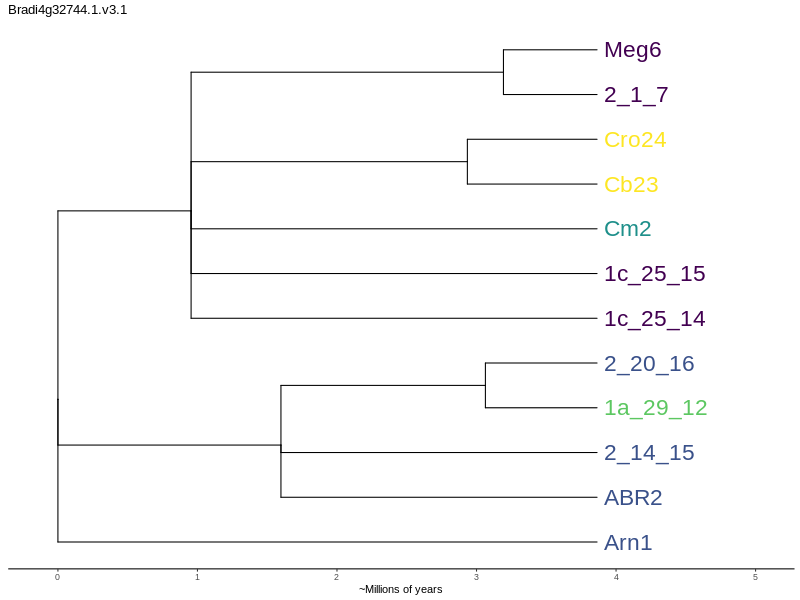 Bradi4g32744.1.v3.1
Meg6
2_1_7
Cro24
Cb23
Cm2
1c_25_15
1c_25_14
2_20_16
1a_29_12
2_14_15
ABR2
Arn1
0 1 2 3 4 5
~Millions of years